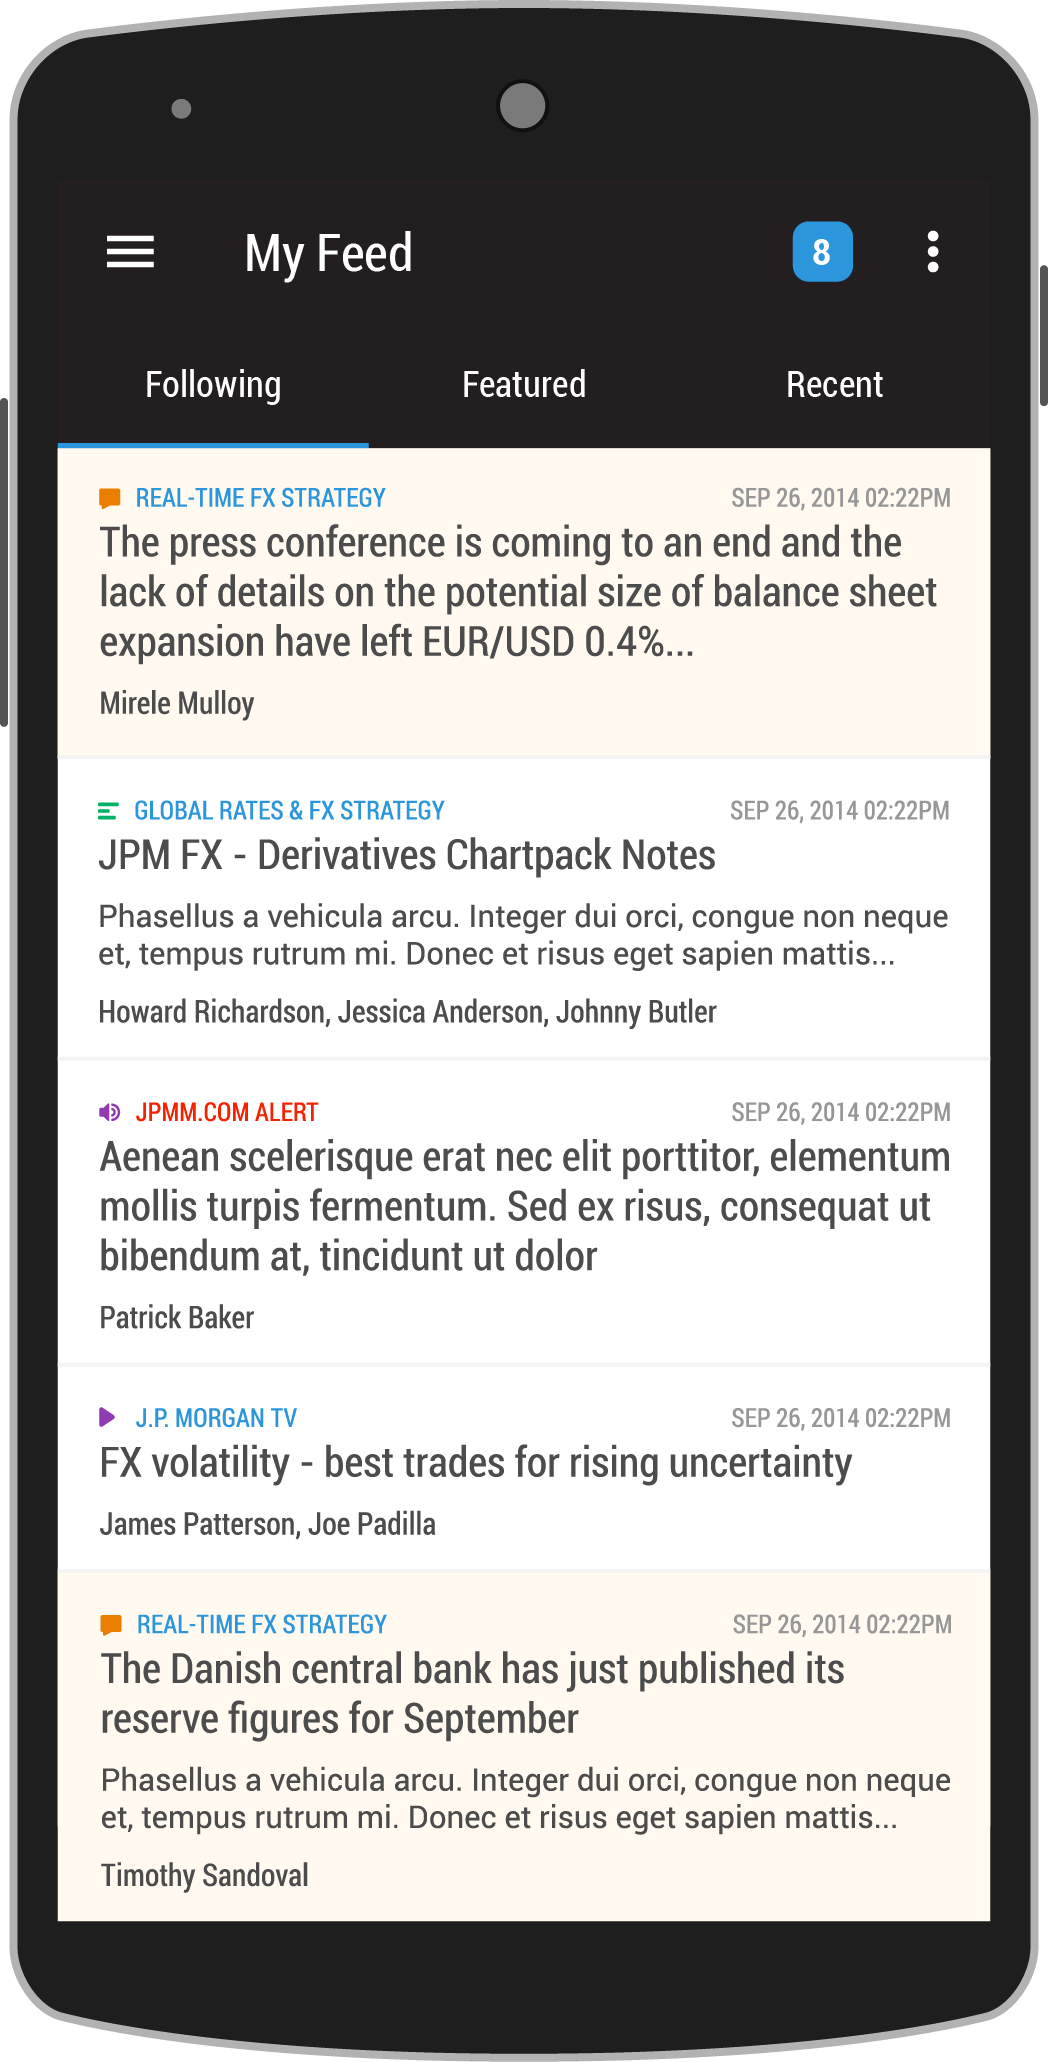 My Feed
8
Following Featured Recent
REAL-TIME FX STRATEGY SEP 26, 2014 02:22PM
The press conference is coming to an end and the
lack of details on the potential size of balance sheet
expansion have left EUR/USD 0.4%...
Mirele Mulloy
GLOBAL RATES & FX STRATEGY SEP 26, 2014 02:22PM
JPM FX - Derivatives Chartpack Notes
Phasellus a vehicula arcu. Integer dui orci, congue non neque
et, tempus rutrum mi. Donec et risus eget sapien mattis...
Howard Richardson, Jessica Anderson, Johnny Butler
JPMM.COM ALERT SEP 26, 2014 02:22PM
Aenean scelerisque erat nec elit porttitor, elementum
mollis turpis fermentum. Sed ex risus, consequat ut
bibendum at, tincidunt ut dolor
Patrick Baker
J.P. MORGAN TV SEP 26, 2014 02:22PM
FX volatility - best trades for rising uncertainty
James Patterson, Joe Padilla
REAL-TIME FX STRATEGY SEP 26, 2014 02:22PM
The Danish central bank has just published its
reserve figures for September
Phasellus a vehicula arcu. Integer dui orci, congue non neque
et, tempus rutrum mi. Donec et risus eget sapien mattis...
Timothy Sandoval